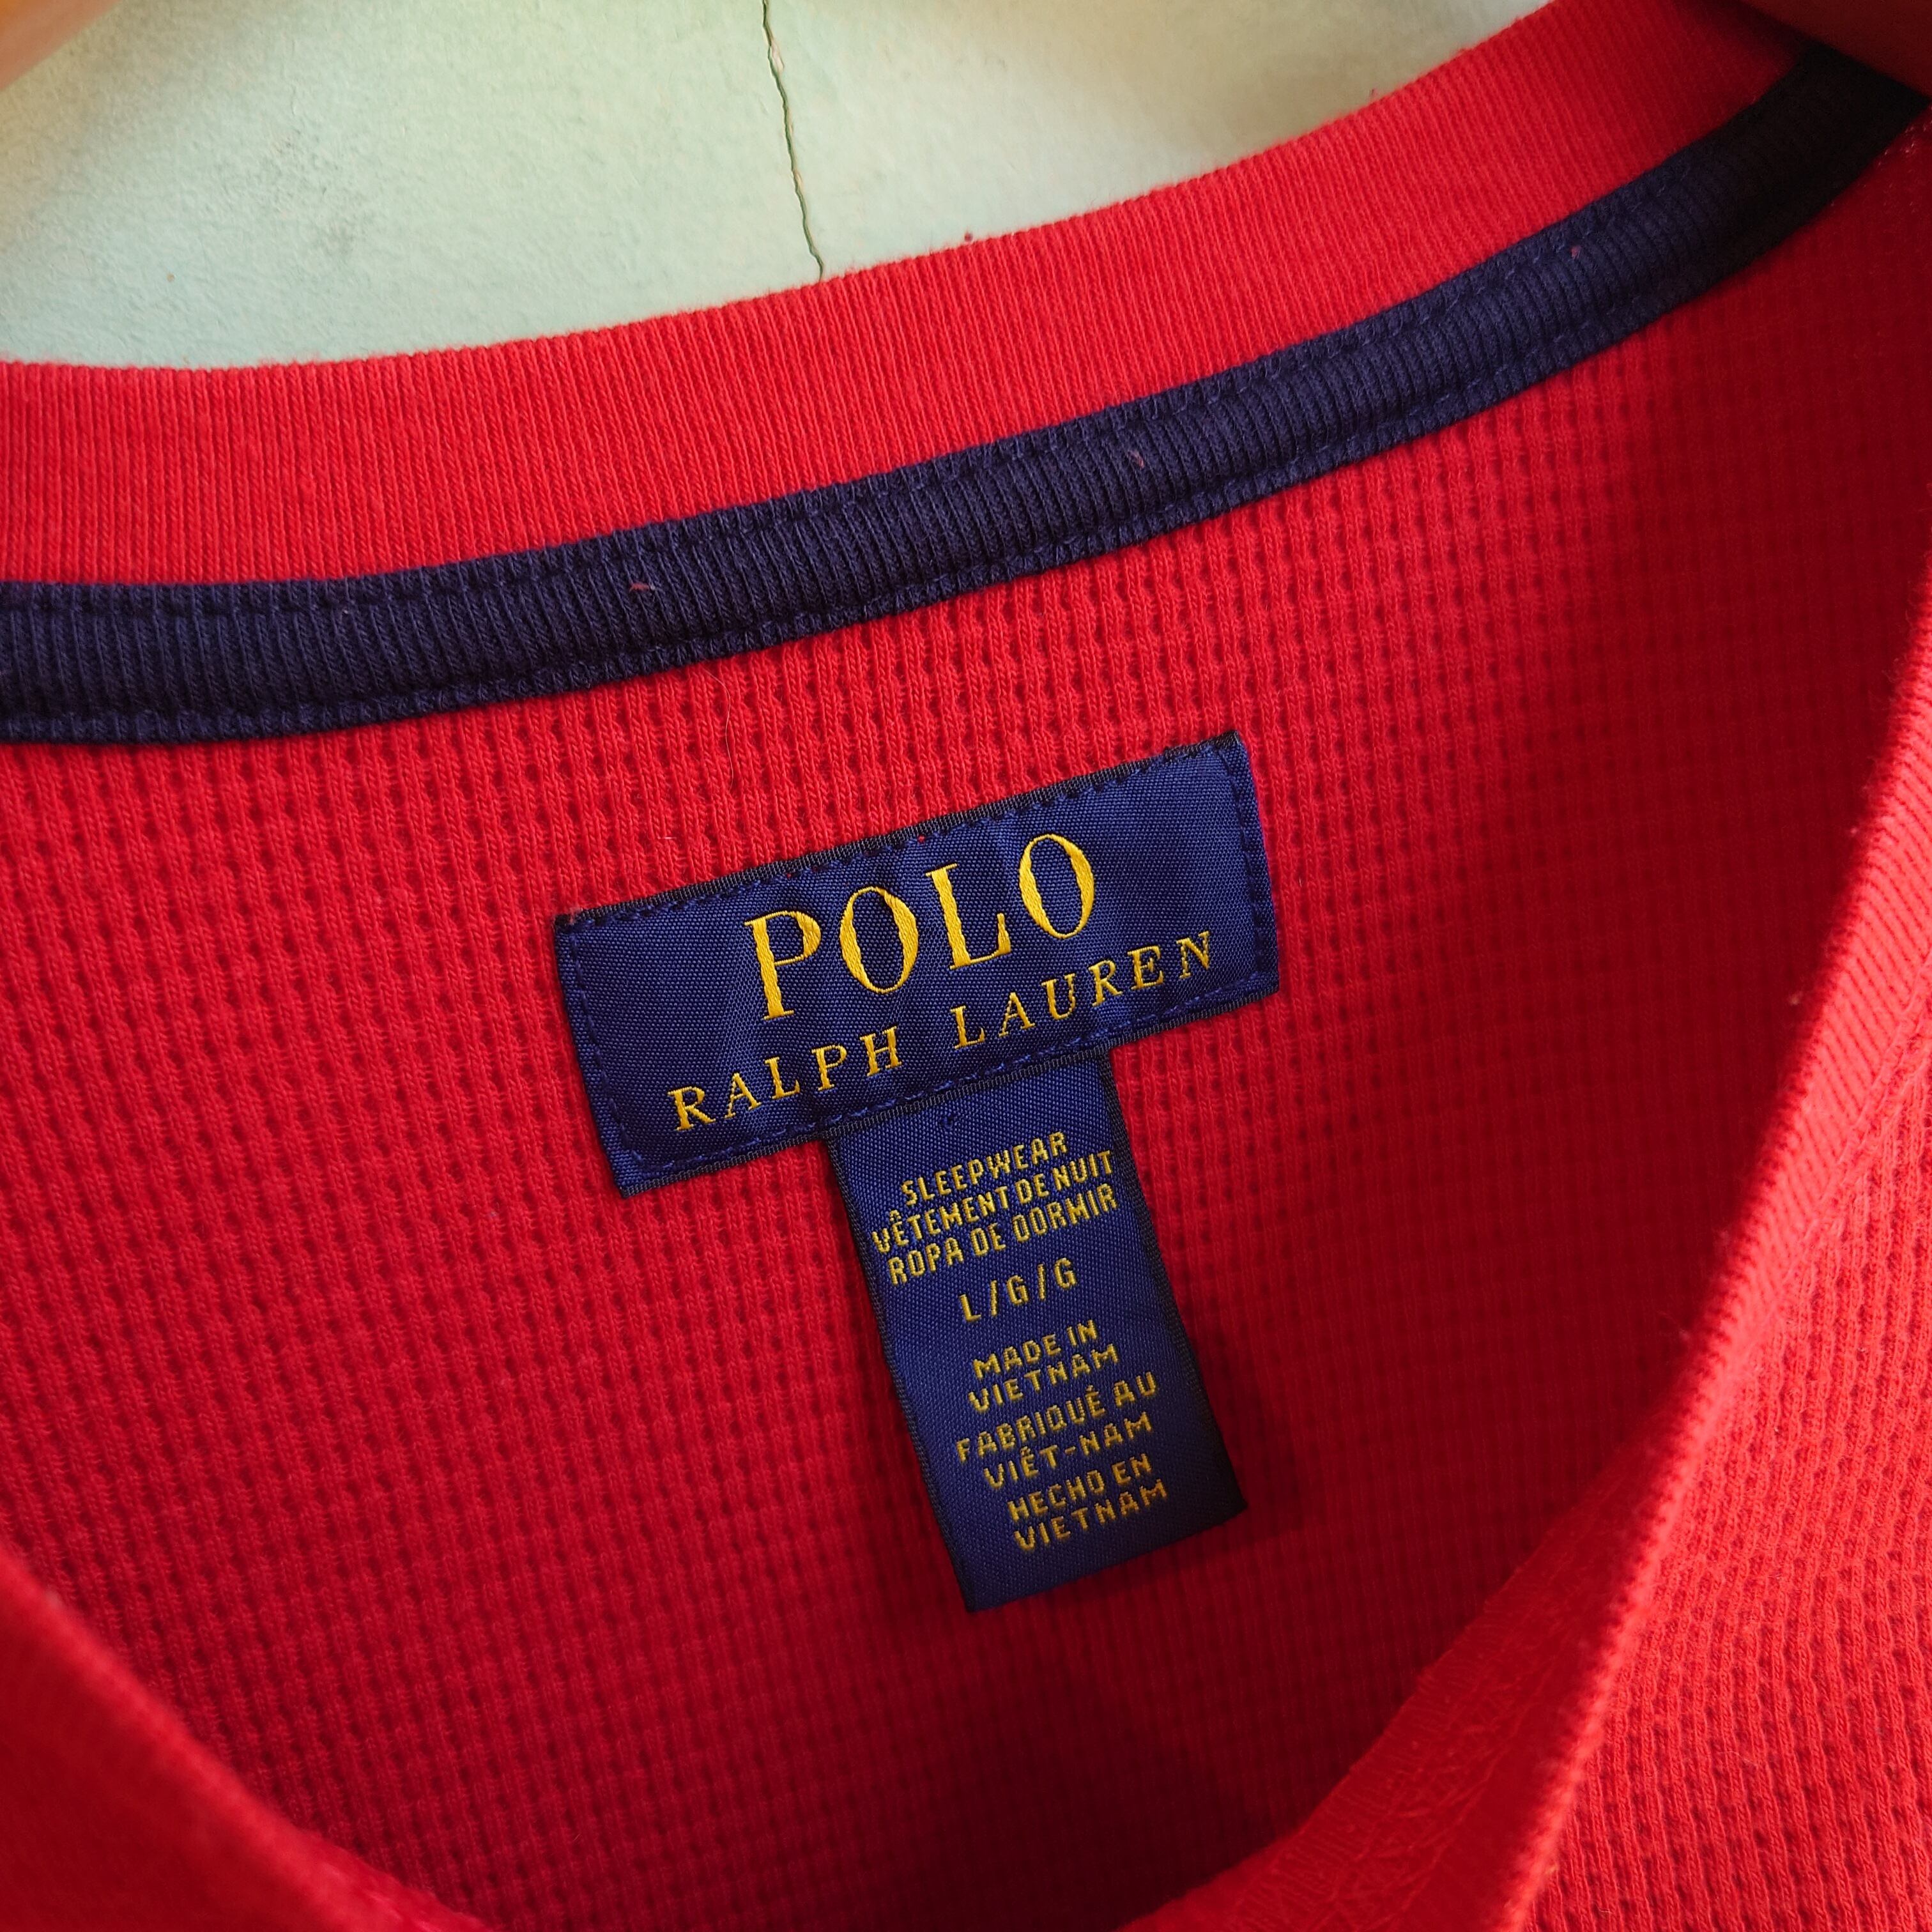 POLO
RALPH LAUREN
SLEEPWEAR
VÊTEMENT DE NUIT
ROPA DE DORMIR
L/G/G
MADE IN
VIETNAM
FABRIQUÉ AU
VIÊT-NAM
HECHO EN
VIETNAM